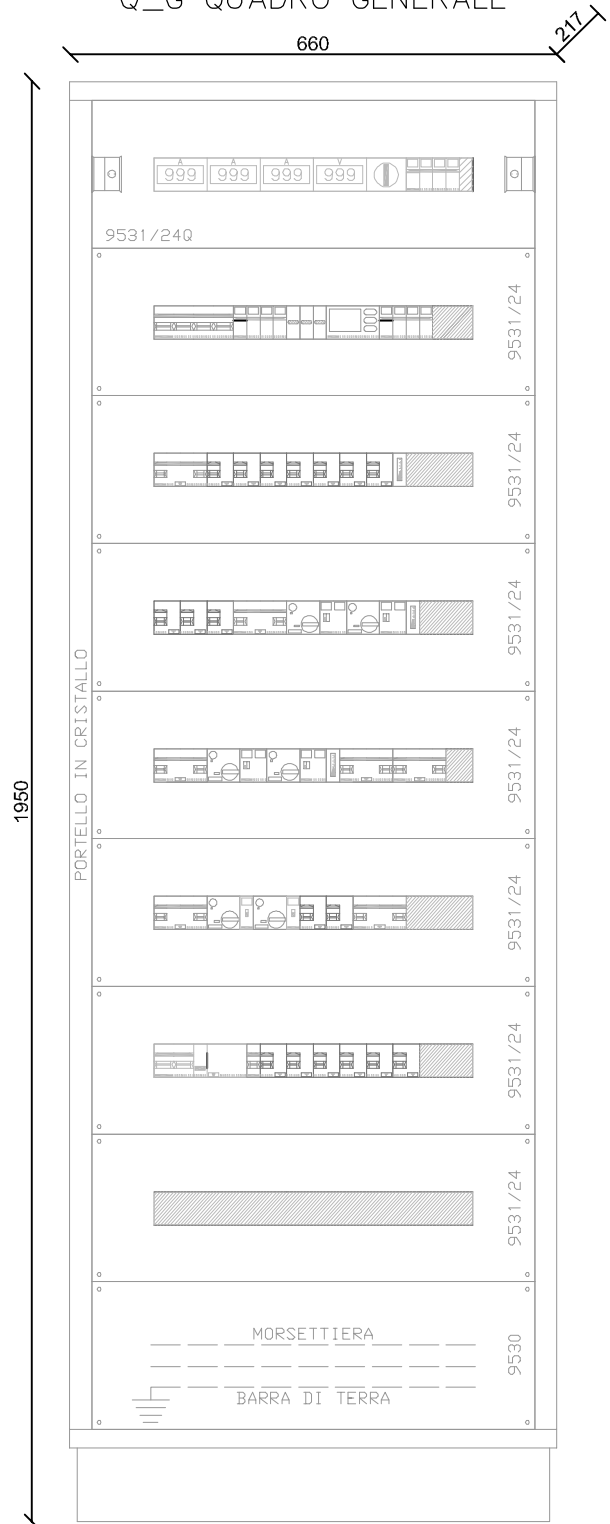 Q_G QUADRO GENERALE
660
217
A
A
A
V
999
999
999
999
9531/24Q
9531/24
9531/24
9531/24
PORTELLO IN CRISTALLO
1950
9531/24
9531/24
9531/24
9531/24
MORSETTIERA
9530
BARRA DI TERRA